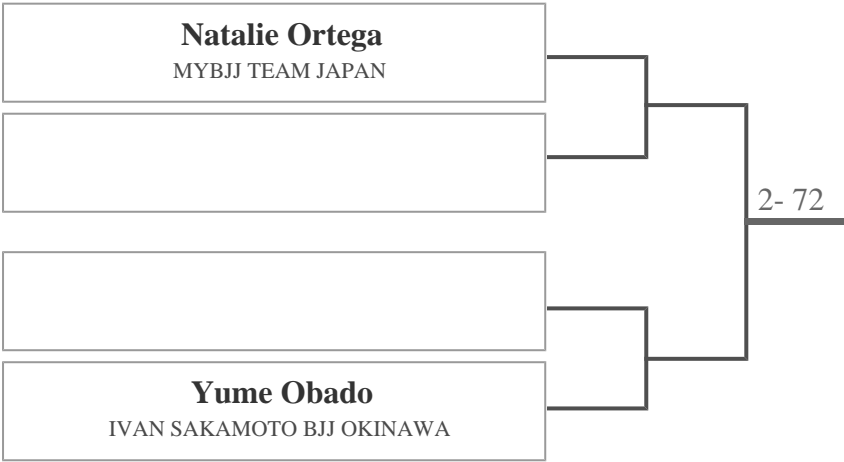 Natalie Ortega
MYBJJ TEAM JAPAN
2- 72
Yume Obado
IVAN SAKAMOTO BJJ OKINAWA